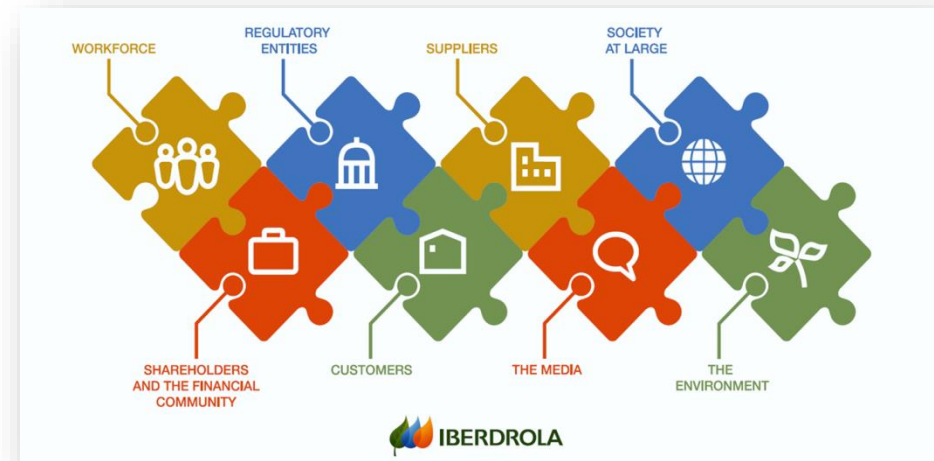 WORKFORCE
REGULATORY
ENTITIES
SUPPLIERS
SOCIETY
AT LARGE
SHAREHOLDERS
AND THE FINANCIAL
COMMUNITY
CUSTOMERS
THE MEDIA
THE
ENVIRONMENT
IBERDROLA